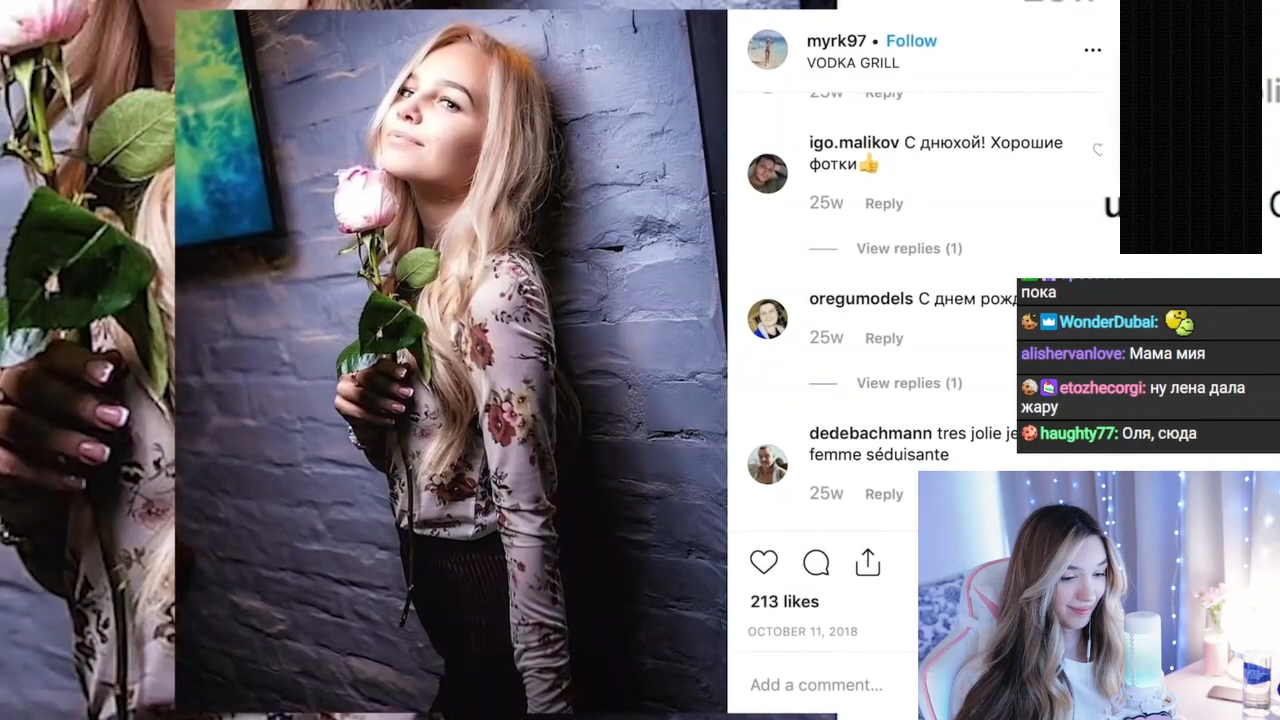 myrk97 • Follow
VODKA GRILL
25w Reply
igo.malikov С днюхой! Хорошие
фотки👍
25w Reply
View replies (1)
oregumodels С днем
25w Reply
View replies (1)
dedebachmann tres jolie
femme séduisante
25w Reply
213 likes
OCTOBER 11, 2018
Add a comment...
пока
WonderDubai:
alishervanlove: Мама мия
etozhecorgi: ну лена дала
жару
haughty77: Оля, сюда